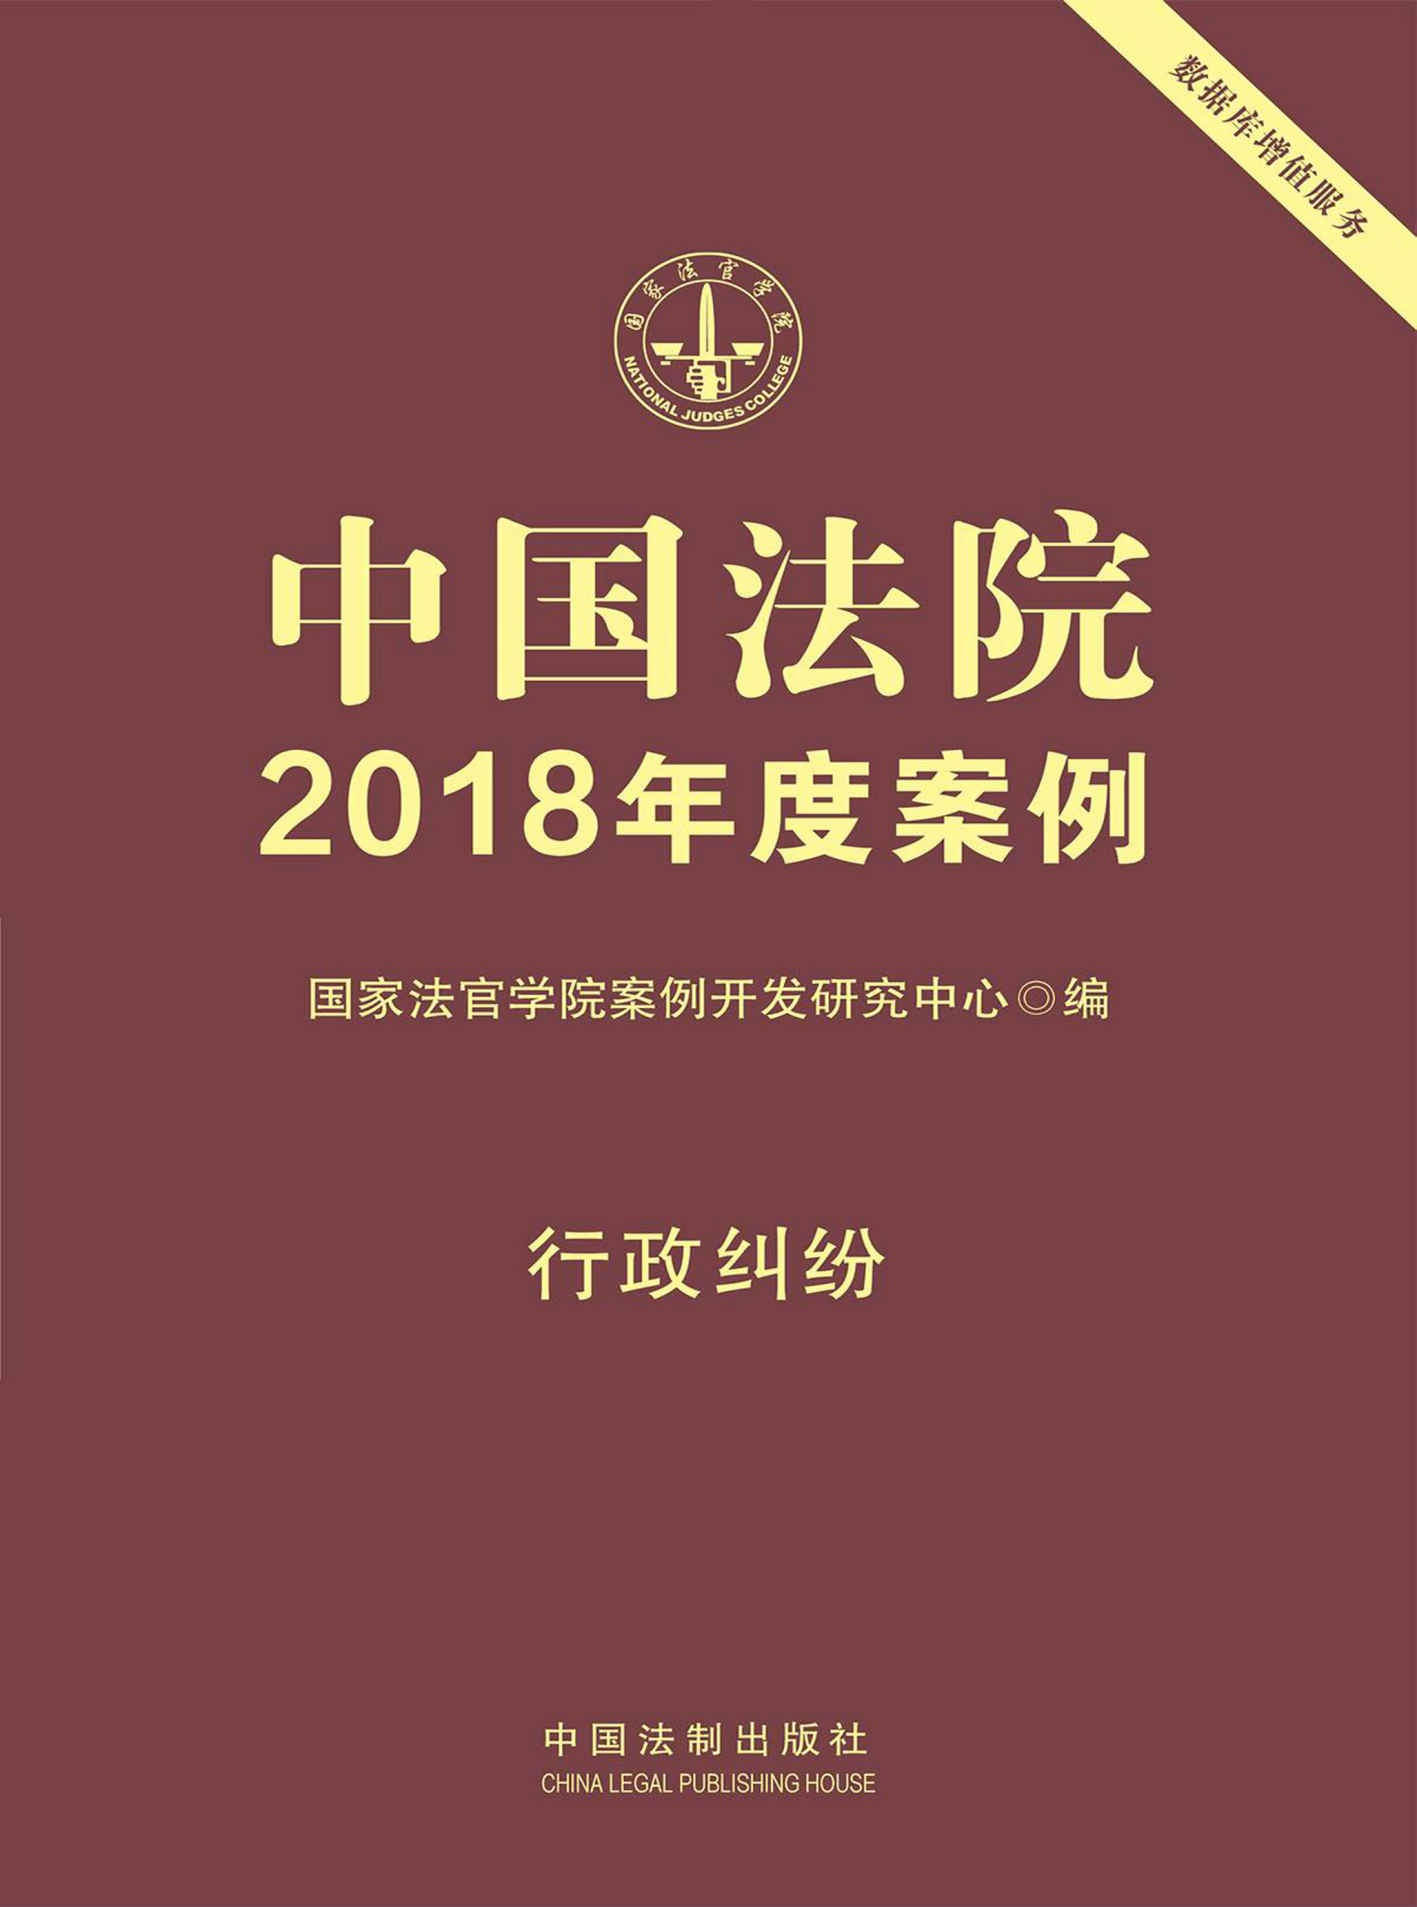 数据库增值服务
国家法官学院
NATIONAL JUDGES COLLEGE
中国法院
2018年度案例
国家法官学院案例开发研究中心◎编
行政纠纷
中国法制出版社
CHINA LEGAL PUBLISHING HOUSE